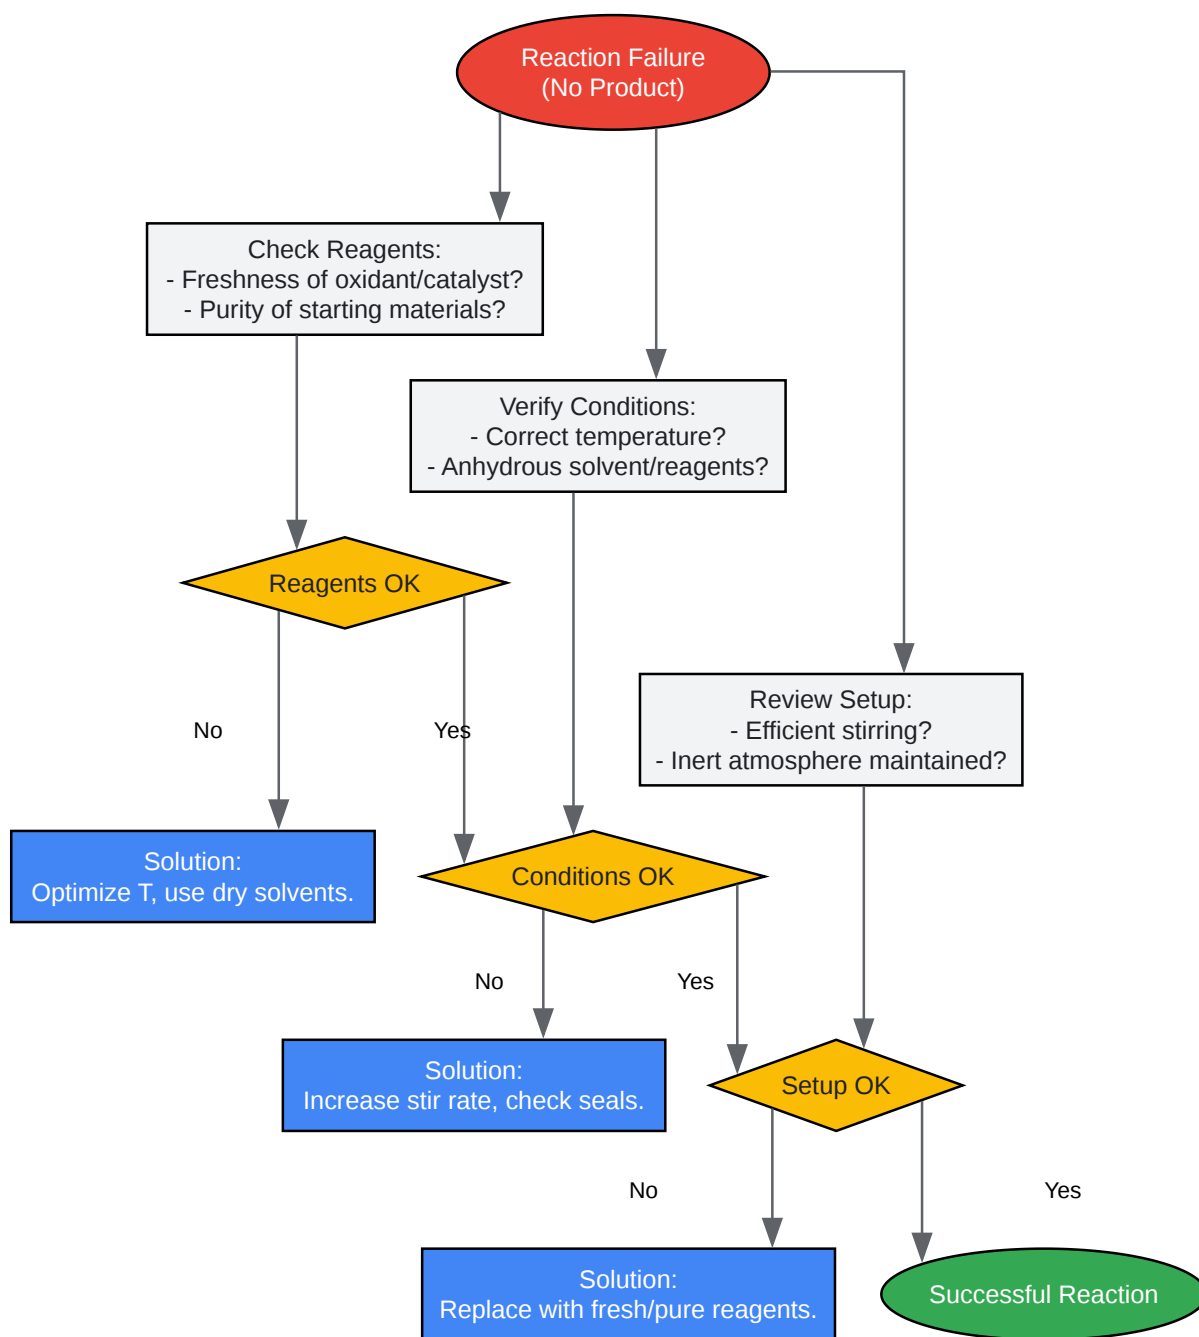 Reaction Failure
(No Product)
Check Reagents:
- Freshness of oxidant/catalyst?
- Purity of starting materials?
Verify Conditions:
- Correct temperature?
- Anhydrous solvent/reagents?
Reagents OK
Review Setup:
- Efficient stirring?
- Inert atmosphere maintained?
No
Yes
Solution:
Optimize T, use dry solvents.
Conditions OK
No
Yes
Solution:
Increase stir rate, check seals.
Setup OK
No
Yes
Solution:
Replace with fresh/pure reagents.
Successful Reaction